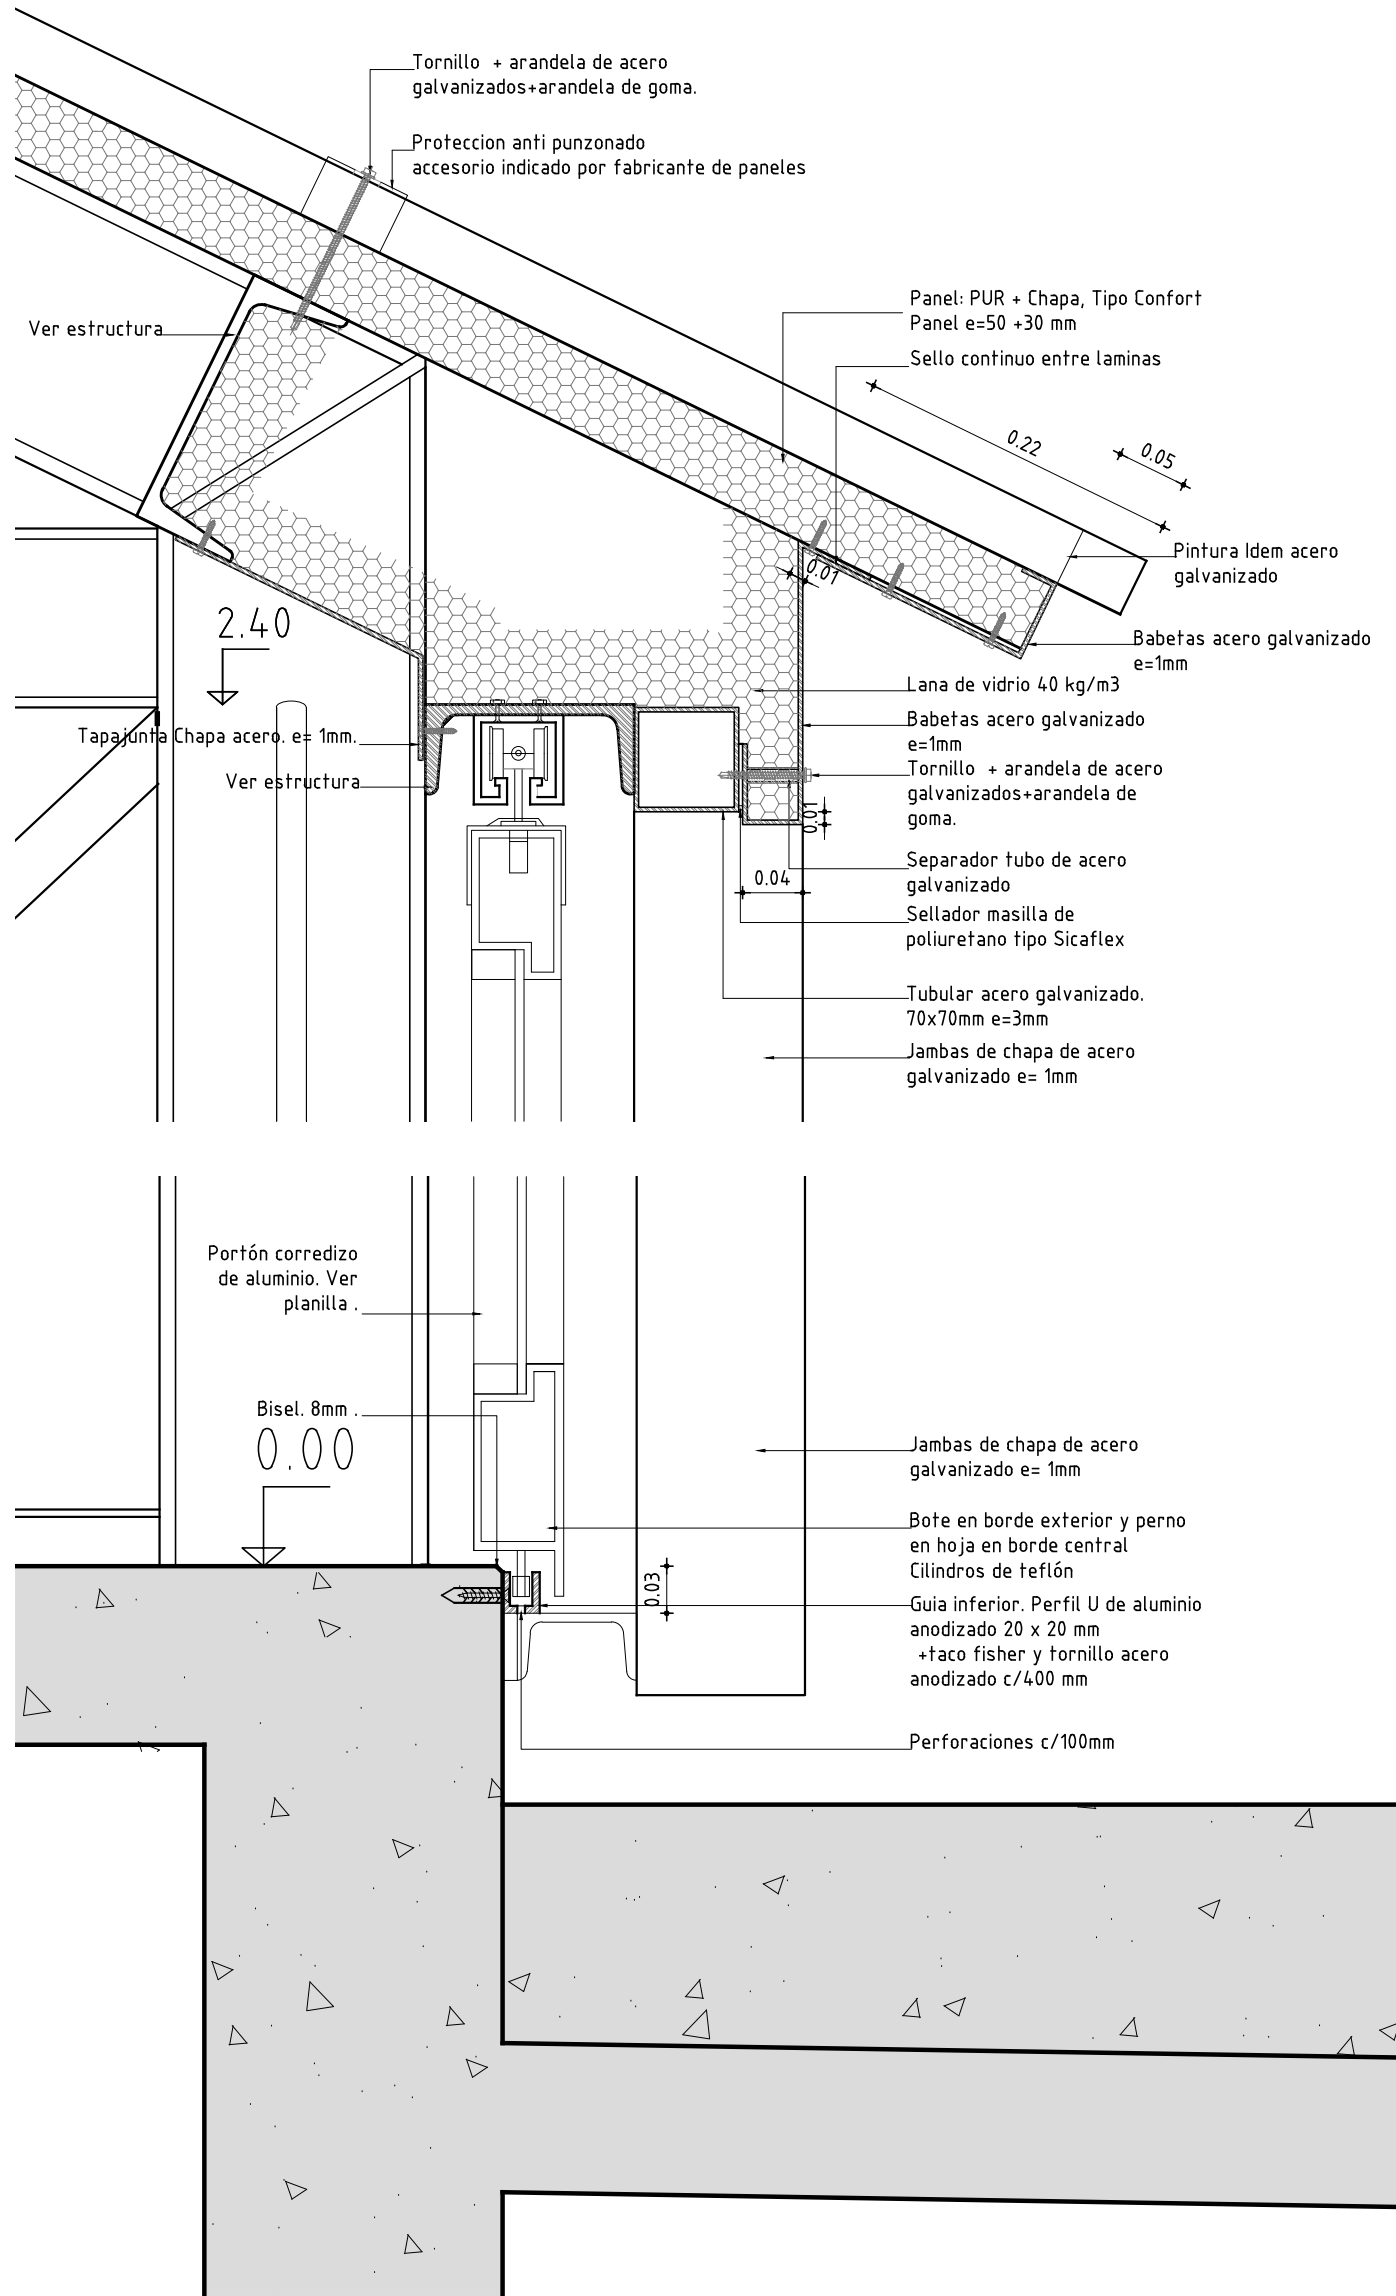 Tornillo + arandela de acero
galvanizados+arandela de goma.
Proteccion anti punzonado
accesorio indicado por fabricante de paneles
Ver estructura
Panel: PUR + Chapa, Tipo Confort
Panel e=50 +30 mm
Sello continuo entre laminas
0.22
0.05
Pintura Idem acero
galvanizado
0.01
2.40
Babetas acero galvanizado
e=1mm
Lana de vidrio 40 kg/m3
Babetas acero galvanizado
e=1mm
Tapajunta Chapa acero. e= 1mm.
Ver estructura
Tornillo + arandela de acero
galvanizados+arandela de
goma.
0.01
Separador tubo de acero
galvanizado
0.04
Sellador masilla de
poliuretano tipo Sicaflex
Tubular acero galvanizado.
70x70mm e=3mm
Jambas de chapa de acero
galvanizado e= 1mm
Portón corredizo
de aluminio. Ver
planilla .
Bisel. 8mm .
0.00
Jambas de chapa de acero
galvanizado e= 1mm
Bote en borde exterior y perno
en hoja en borde central
Cilindros de teflón
0.03
Guia inferior. Perfil U de aluminio
anodizado 20 x 20 mm
+taco fisher y tornillo acero
anodizado c/400 mm
Perforaciones c/100mm